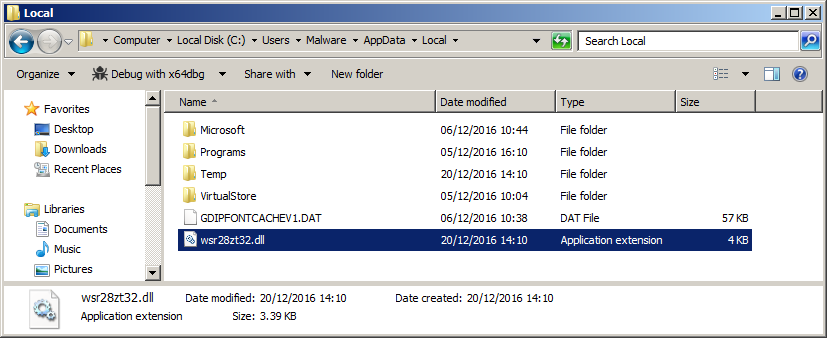 Local
Computer Local Disk (C:) Users Malware AppData Local Search Local
Organize Debug with x64dbg Share with New folder
Favorites Name Date modified Type Size
Desktop Microsoft 06/12/2016 10:44 File folder
Downloads Programs 05/12/2016 16:10 File folder
Recent Places Temp 20/12/2016 14:10 File folder
VirtualStore 05/12/2016 10:04 File folder
Libraries GDIPFONTCACHEV1.DAT 06/12/2016 10:38 DAT File 57 KB
Documents wsr28zt32.dll 20/12/2016 14:10 Application extension 4 KB
Music
Pictures
wsr28zt32.dll Date modified: 20/12/2016 14:10 Date created: 20/12/2016 14:10
Application extension Size: 3.39 KB